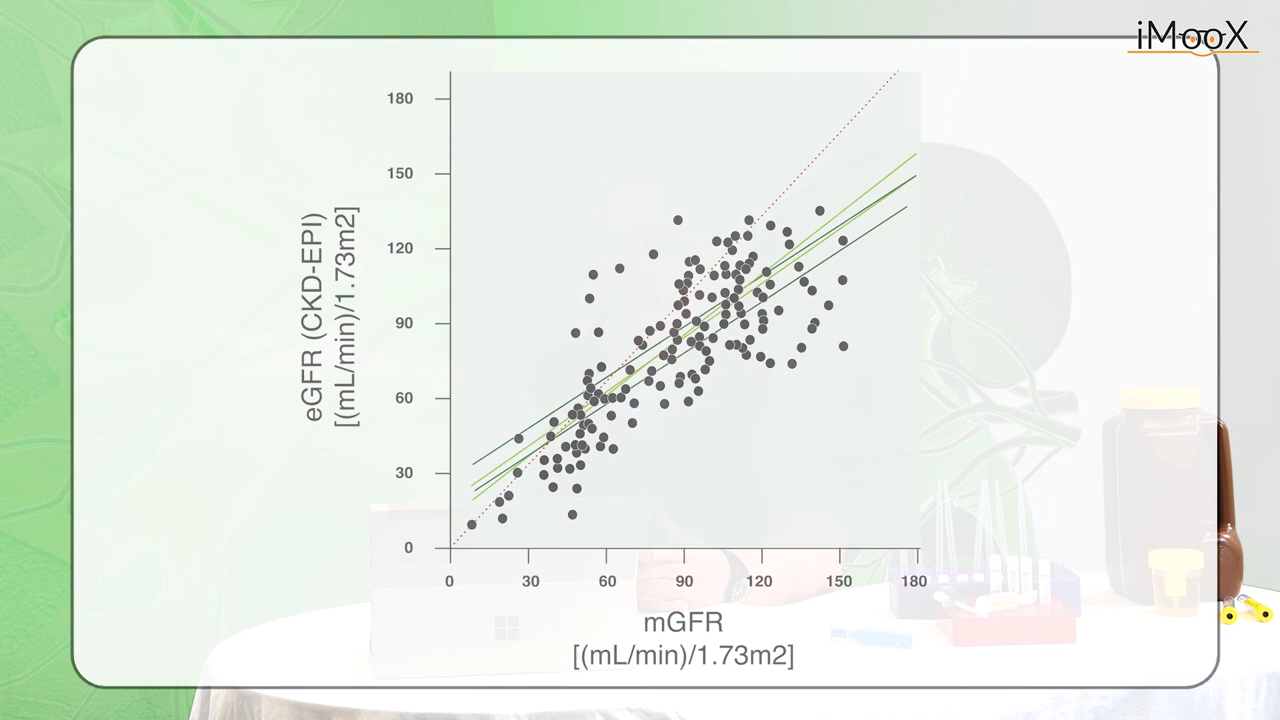 iMooX
180
150
120
90
60
30
0
eGFR (CKD-EPI)
[(mL/min)/1.73m2]
0 30 60 90 120 150 180
mGFR
[(mL/min)/1.73m2]